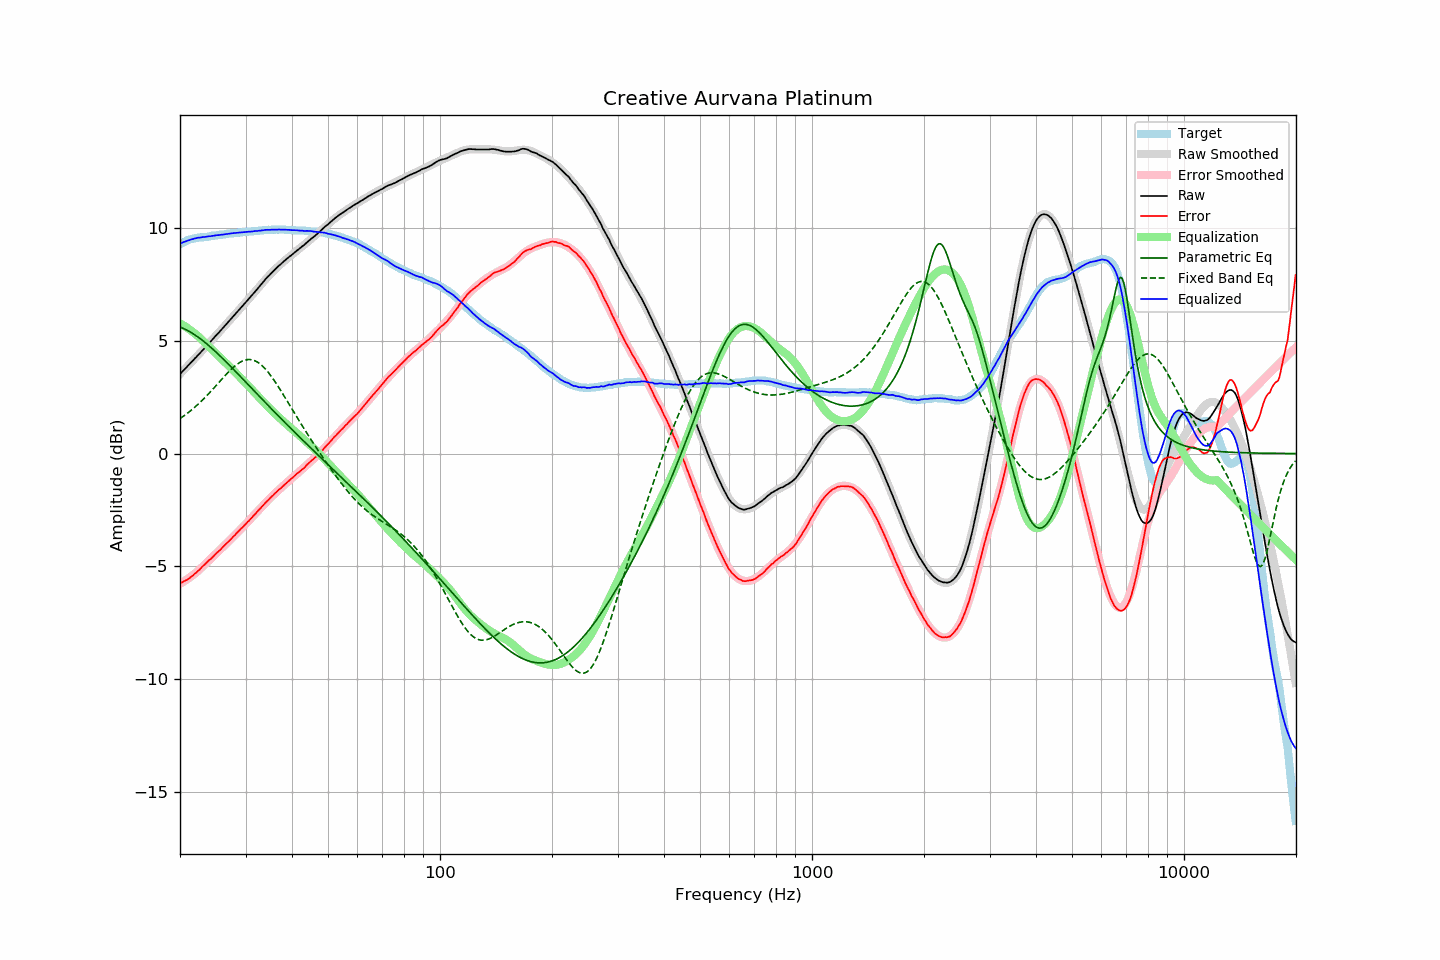 Creative Aurvana Platinum
Target
Raw Smoothed
Error Smoothed
Raw
Error
Equalization
Parametric Eq
Fixed Band Eq
Equalized
10
5
0
−5
−10
−15
Amplitude (dBr)
100
1000
10000
Frequency (Hz)